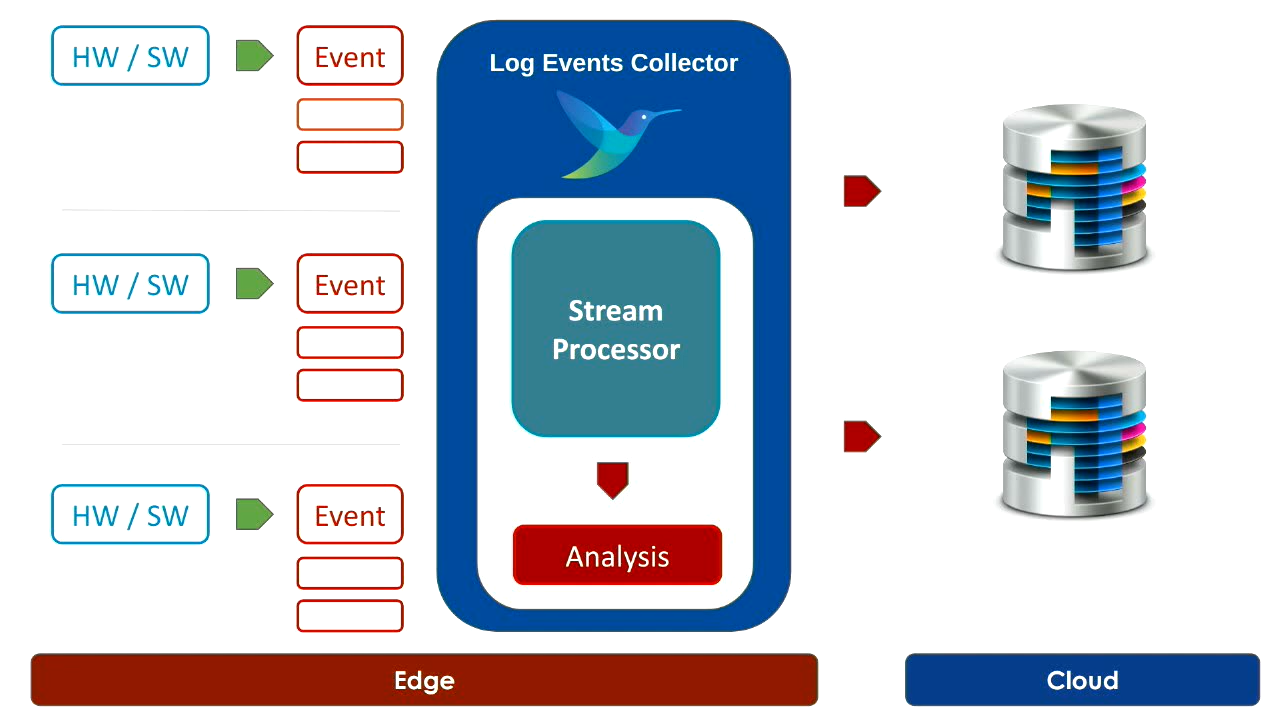 HW / SW
Event
HW / SW
Event
HW / SW
Event
Log Events Collector
Stream
Processor
Analysis
Edge
Cloud